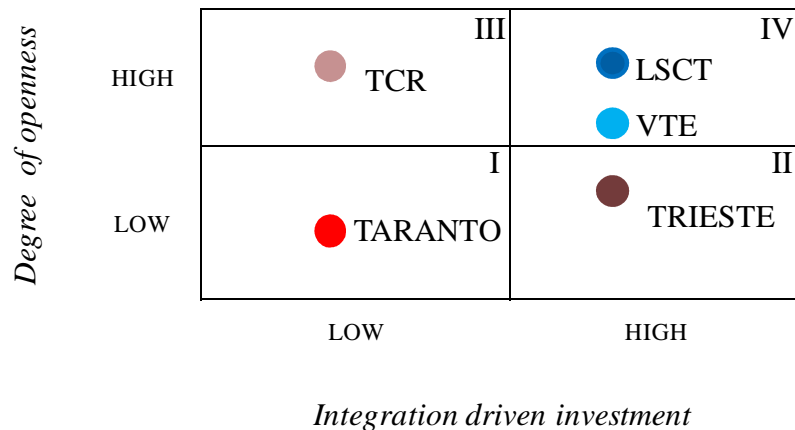 Degree of openness
HIGH
LOW
III
TCR
IV
LSCT
VTE
I
TARANTO
II
TRIESTE
LOW
HIGH
Integration driven investment